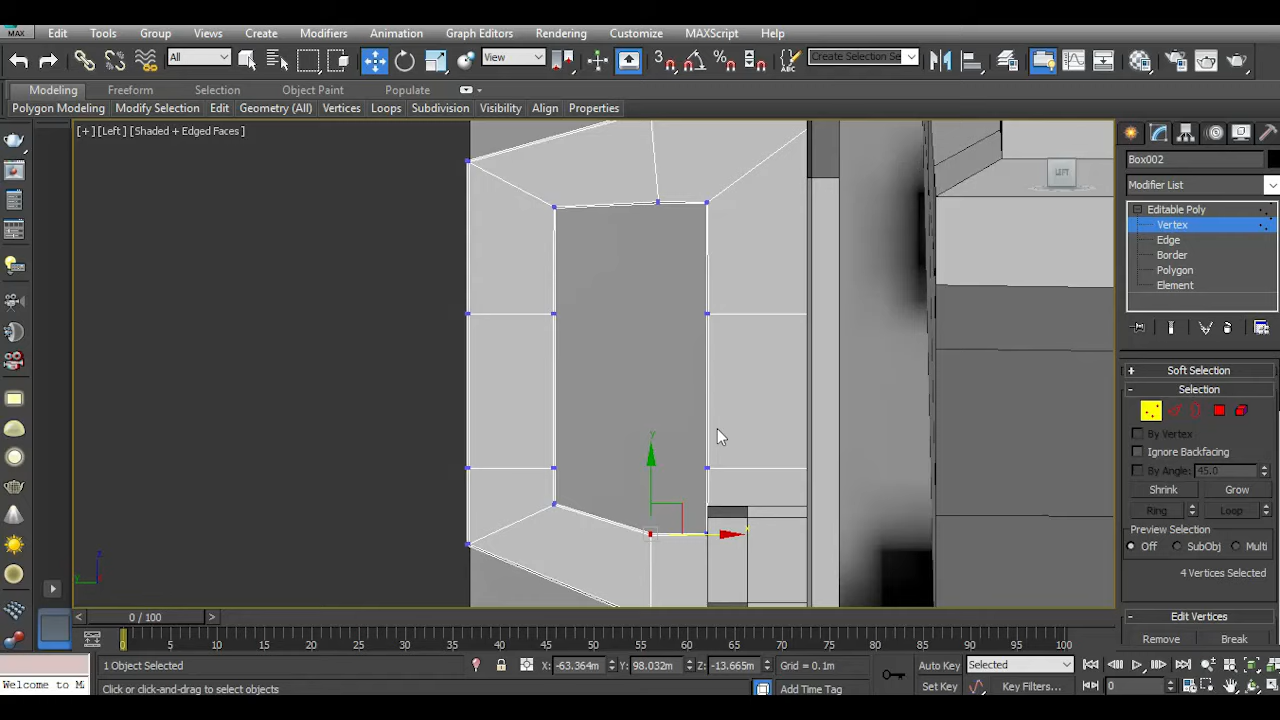 MAX Edit Tools Group Views Create Modifiers Animation Graph Editors Rendering Customize MAXScript Help
All View 3 Create Selection Se
Modeling Freeform Selection Object Paint Populate
Polygon Modeling Modify Selection Edit Geometry (All) Vertices Loops Subdivision Visibility Align Properties
[+] [Left] [Shaded + Edged Faces]
LEFT
Box002
Modifier List
Editable Poly
Vertex
Edge
Border
Polygon
Element
Soft Selection
Selection
By Vertex
Ignore Backfacing
By Angle: 45.0
Shrink Grow
Ring Loop
Preview Selection
Off SubObj Multi
4 Vertices Selected
Edit Vertices
Remove Break
y
x
z
y
0 / 100
0 5 10 15 20 25 30 35 40 45 50 55 60 65 70 75 80 85 90 95 100
1 Object Selected X: -63.364m Y: 98.032m Z: -13.665m Grid = 0.1m Auto Key Selected
Welcome to M Click or click-and-drag to select objects Add Time Tag Set Key Key Filters... 0